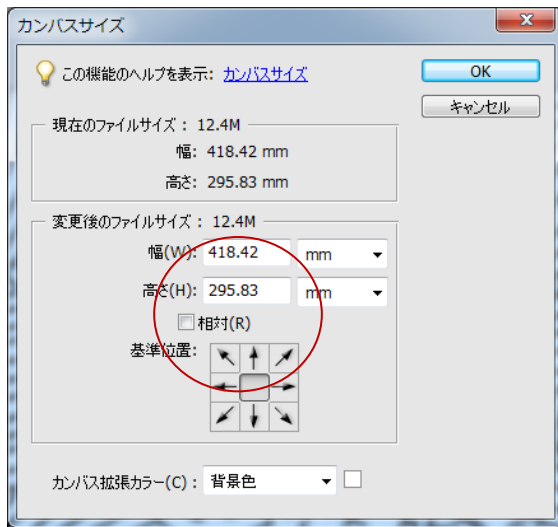 カンバスサイズ
この機能のヘルプを表示: カンバスサイズ
OK
キャンセル
現在のファイルサイズ : 12.4M
幅: 418.42 mm
高さ: 295.83 mm
変更後のファイルサイズ : 12.4M
幅(W): 418.42 mm
高さ(H): 295.83 mm
相対(R)
基準位置:
カンバス拡張カラー(C) : 背景色